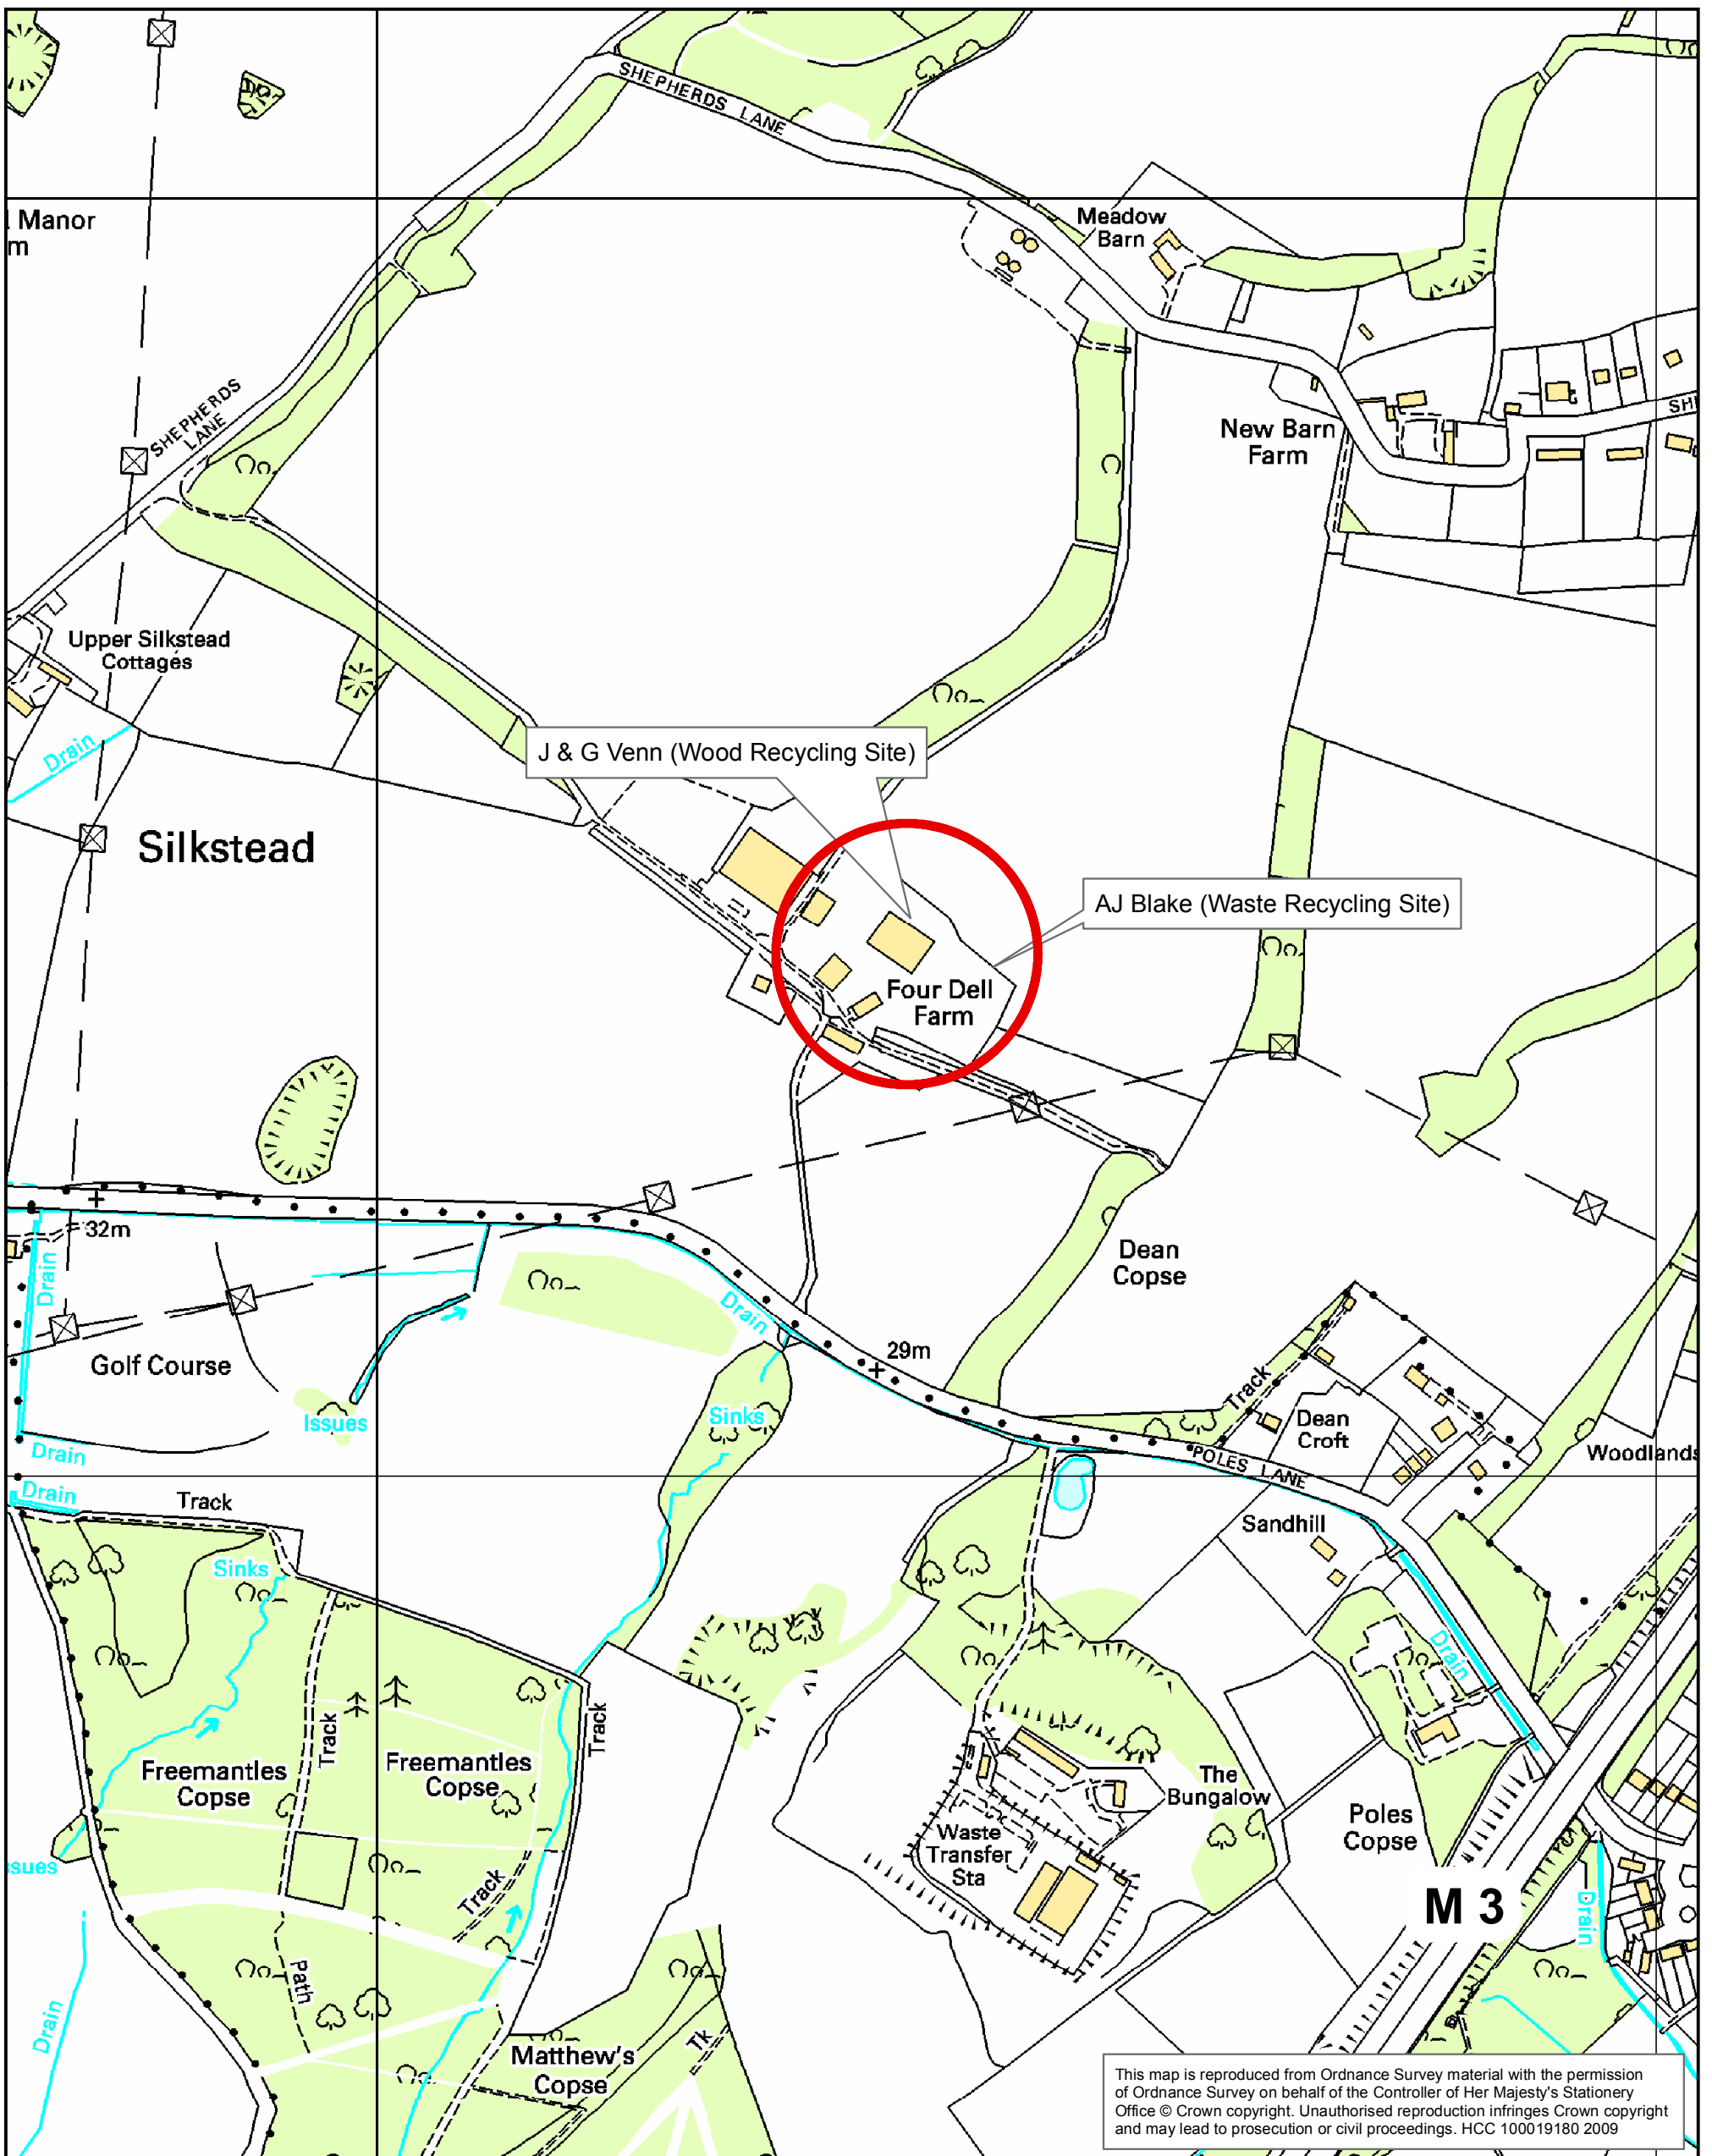 SHEPHERDS LANE
Manor
m
Meadow
Barn
SHEPHERDS
LANE
New Barn
Farm
SH
Upper Silkstead
Cottages
Drain
J & G Venn (Wood Recycling Site)
Silkstead
AJ Blake (Waste Recycling Site)
Four Dell
Farm
32m
Drain
Dean
Copse
Drain
29m
Golf Course
Track
Issues
Sinks
Dean
Croft
Drain
POLES LANE
Woodlands
Drain
Track
Sandhill
Sinks
Drain
Track
Track
Freemantles
Copse
Freemantles
Copse
The
Bungalow
Poles
Copse
Waste
Transfer
Sta
ssues
Track
M 3
Drain
Path
Drain
Tk
Matthew's
Copse
This map is reproduced from Ordnance Survey material with the permission
of Ordnance Survey on behalf of the Controller of Her Majesty's Stationery
Office © Crown copyright. Unauthorised reproduction infringes Crown copyright
and may lead to prosecution or civil proceedings. HCC 100019180 2009